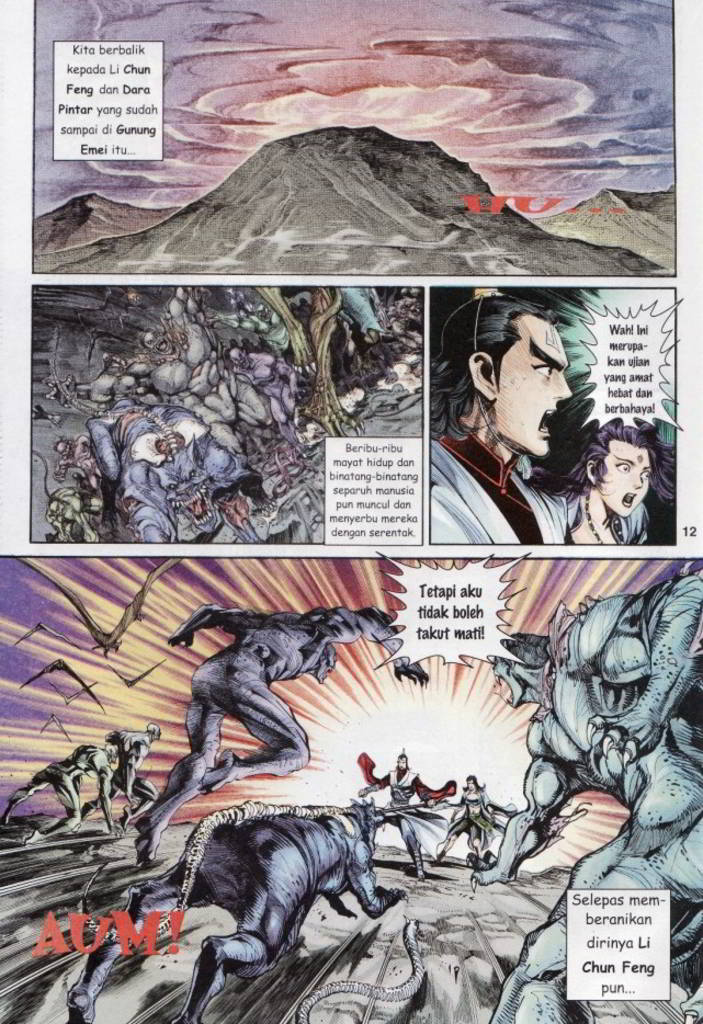 Kita berbalik
kepada Li Chun
Feng dan Dara
Pintar yang sudah
sampai di Gunung
Emei itu...
HU...
Beribu-ribu
mayat hidup dan
binatang-binatang
separuh manusia
pun muncul dan
menyerbu mereka
dengan serentak.
Wah! Ini
merupa-
kan ujian
yang amat
hebat dan
berbahaya!
12
Tetapi aku
tidak boleh
takut mati!
AUM!
Selepas mem-
beranikan
dirinya Li
Chun Feng
pun...